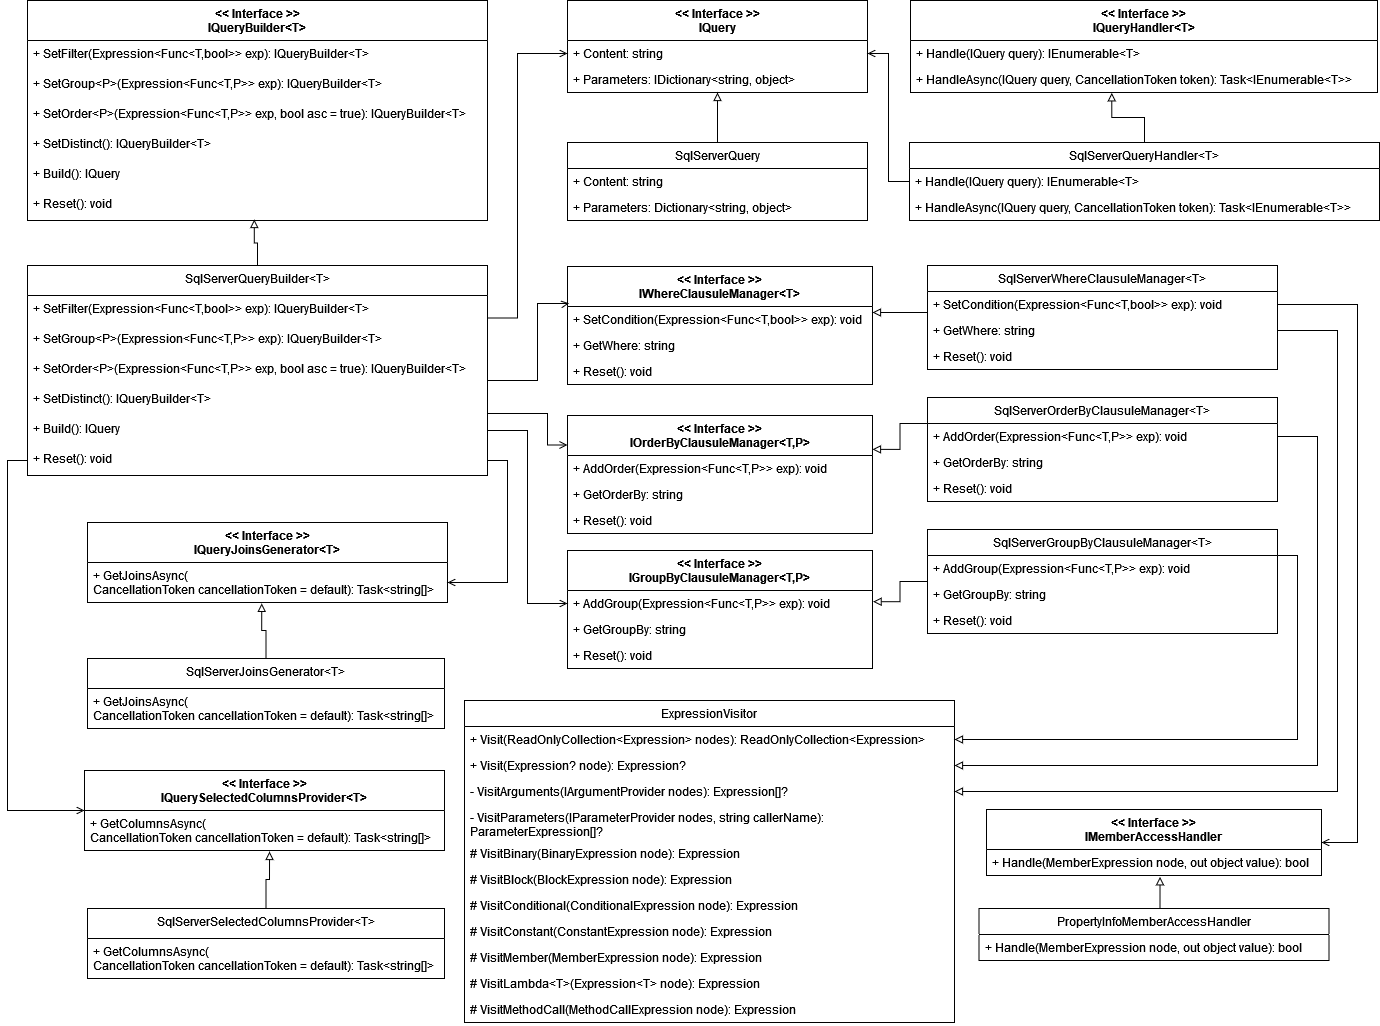 << Interface >>
IQueryBuilder<T>
+ SetFilter(Expression<Func<T,bool>> exp): IQueryBuilder<T>
+ SetGroup<P>(Expression<Func<T,P>> exp): IQueryBuilder<T>
+ SetOrder<P>(Expression<Func<T,P>> exp, bool asc = true): IQueryBuilder<T>
+ SetDistinct(): IQueryBuilder<T>
+ Build(): IQuery
+ Reset(): void
<< Interface >>
IQuery
+ Content: string
+ Parameters: IDictionary<string, object>
<< Interface >>
IQueryHandler<T>
+ Handle(IQuery query): IEnumerable<T>
+ HandleAsync(IQuery query, CancellationToken token): Task<IEnumerable<T>>
SqlServerQuery
+ Content: string
+ Parameters: Dictionary<string, object>
SqlServerQueryHandler<T>
+ Handle(IQuery query): IEnumerable<T>
+ HandleAsync(IQuery query, CancellationToken token): Task<IEnumerable<T>>
SqlServerQueryBuilder<T>
+ SetFilter(Expression<Func<T,bool>> exp): IQueryBuilder<T>
+ SetGroup<P>(Expression<Func<T,P>> exp): IQueryBuilder<T>
+ SetOrder<P>(Expression<Func<T,P>> exp, bool asc = true): IQueryBuilder<T>
+ SetDistinct(): IQueryBuilder<T>
+ Build(): IQuery
+ Reset(): void
<< Interface >>
IWhereClausuleManager<T>
+ SetCondition(Expression<Func<T,bool>> exp): void
+ GetWhere: string
+ Reset(): void
SqlServerWhereClausuleManager<T>
+ SetCondition(Expression<Func<T,bool>> exp): void
+ GetWhere: string
+ Reset(): void
<< Interface >>
IOrderByClausuleManager<T,P>
+ AddOrder(Expression<Func<T,P>> exp): void
+ GetOrderBy: string
+ Reset(): void
SqlServerOrderByClausuleManager<T>
+ AddOrder(Expression<Func<T,P>> exp): void
+ GetOrderBy: string
+ Reset(): void
<< Interface >>
IQueryJoinsGenerator<T>
+ GetJoinsAsync(
CancellationToken cancellationToken = default): Task<string[]>
<< Interface >>
IGroupByClausuleManager<T,P>
+ AddGroup(Expression<Func<T,P>> exp): void
+ GetGroupBy: string
+ Reset(): void
SqlServerGroupByClausuleManager<T>
+ AddGroup(Expression<Func<T,P>> exp): void
+ GetGroupBy: string
+ Reset(): void
SqlServerJoinsGenerator<T>
+ GetJoinsAsync(
CancellationToken cancellationToken = default): Task<string[]>
<< Interface >>
IQuerySelectedColumnsProvider<T>
+ GetColumnsAsync(
CancellationToken cancellationToken = default): Task<string[]>
SqlServerSelectedColumnsProvider<T>
+ GetColumnsAsync(
CancellationToken cancellationToken = default): Task<string[]>
ExpressionVisitor
+ Visit(ReadOnlyCollection<Expression> nodes): ReadOnlyCollection<Expression>
+ Visit(Expression? node): Expression?
- VisitArguments(IArgumentProvider nodes): Expression[]?
- VisitParameters(IParameterProvider nodes, string callerName):
ParameterExpression[]?
# VisitBinary(BinaryExpression node): Expression
# VisitBlock(BlockExpression node): Expression
# VisitConditional(ConditionalExpression node): Expression
# VisitConstant(ConstantExpression node): Expression
# VisitMember(MemberExpression node): Expression
# VisitLambda<T>(Expression<T> node): Expression
# VisitMethodCall(MethodCallExpression node): Expression
<< Interface >>
IMemberAccessHandler
+ Handle(MemberExpression node, out object value): bool
PropertyInfoMemberAccessHandler
+ Handle(MemberExpression node, out object value): bool